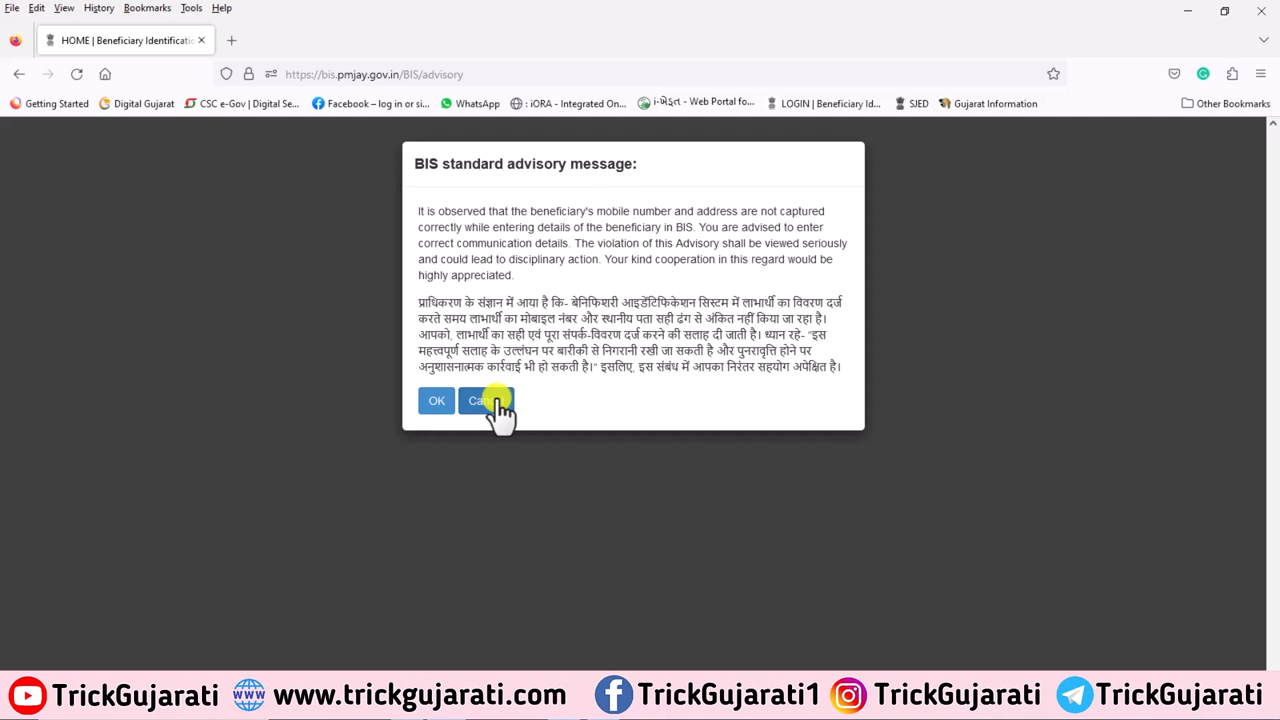 File Edit View History Bookmarks Tools Help
HOME | Beneficiary Identificatio
https://bis.pmjay.gov.in/BIS/advisory
Getting Started Digital Gujarat CSC e-Gov | Digital Se... Facebook – log in or si... WhatsApp : iORA - Integrated On... i-ખેડૂત - Web Portal fo... LOGIN | Beneficiary Id... SJED Gujarat Information Other Bookmarks
BIS standard advisory message:
It is observed that the beneficiary's mobile number and address are not captured
correctly while entering details of the beneficiary in BIS. You are advised to enter
correct communication details. The violation of this Advisory shall be viewed seriously
and could lead to disciplinary action. Your kind cooperation in this regard would be
highly appreciated.
प्राधिकरण के संज्ञान में आया है कि- बेनिफिशरी आइडेंटिफिकेशन सिस्टम में लाभार्थी का विवरण दर्ज
करते समय लाभार्थी का मोबाइल नंबर और स्थानीय पता सही ढंग से अंकित नहीं किया जा रहा है।
आपको, लाभार्थी का सही एवं पूरा संपर्क-विवरण दर्ज करने की सलाह दी जाती है। ध्यान रहे- "इस
महत्त्वपूर्ण सलाह के उल्लंघन पर बारीकी से निगरानी रखी जा सकती है और पुनरावृत्ति होने पर
अनुशासनात्मक कार्रवाई भी हो सकती है।" इसलिए, इस संबंध में आपका निरंतर सहयोग अपेक्षित है।
OK
TrickGujarati www.trickgujarati.com TrickGujarati1 TrickGujarati TrickGujarati